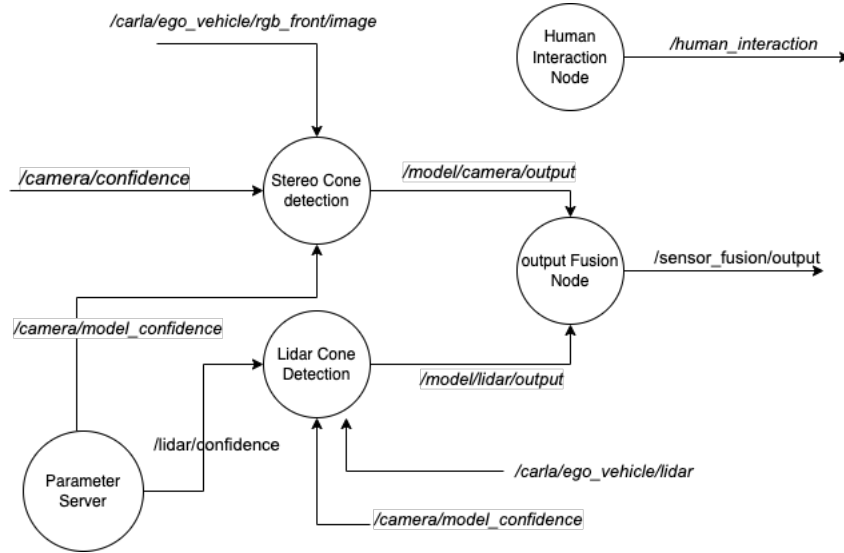 /carla/ego_vehicle/rgb_front/image
Human
Interaction
Node
/human_interaction
/camera/confidence
Stereo Cone
detection
/model/camera/output
output Fusion
Node
/sensor_fusion/output
/camera/model_confidence
Lidar Cone
Detection
/model/lidar/output
/lidar/confidence
Parameter
Server
/carla/ego_vehicle/lidar
/camera/model_confidence